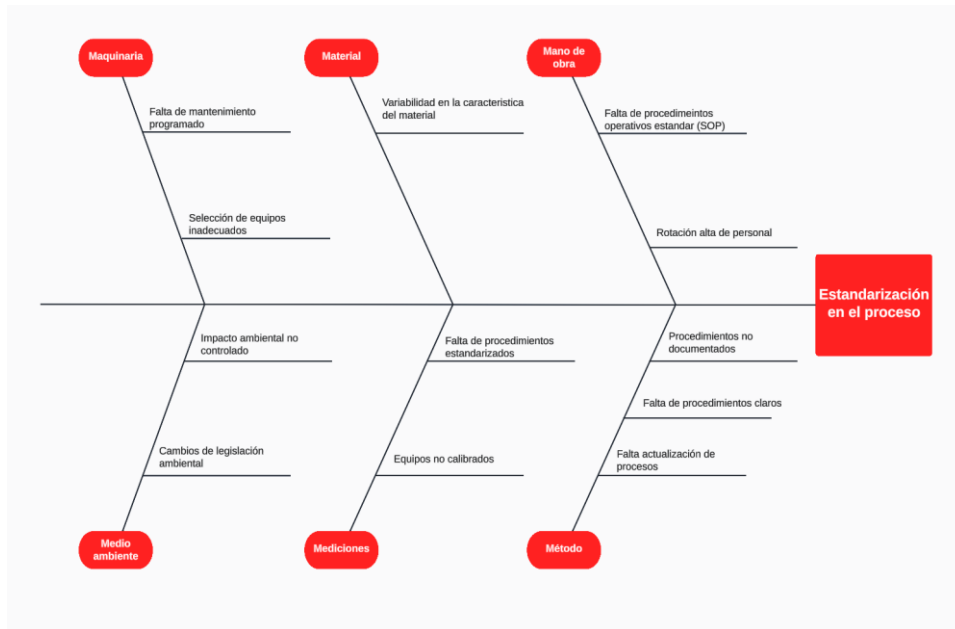 Maquinaria
Material
Mano de
obra
Falta de mantenimiento
programado
Variabilidad en la caracteristica
del material
Falta de procedimeintos
operativos estandar (SOP)
Selección de equipos
inadecuados
Rotación alta de personal
Estandarización
en el proceso
Impacto ambiental no
controlado
Falta de procedimientos
estandarizados
Procedimientos no
documentados
Falta de procedimientos claros
Cambios de legislación
ambiental
Equipos no calibrados
Falta actualización de
procesos
Medio
ambiente
Mediciones
Método